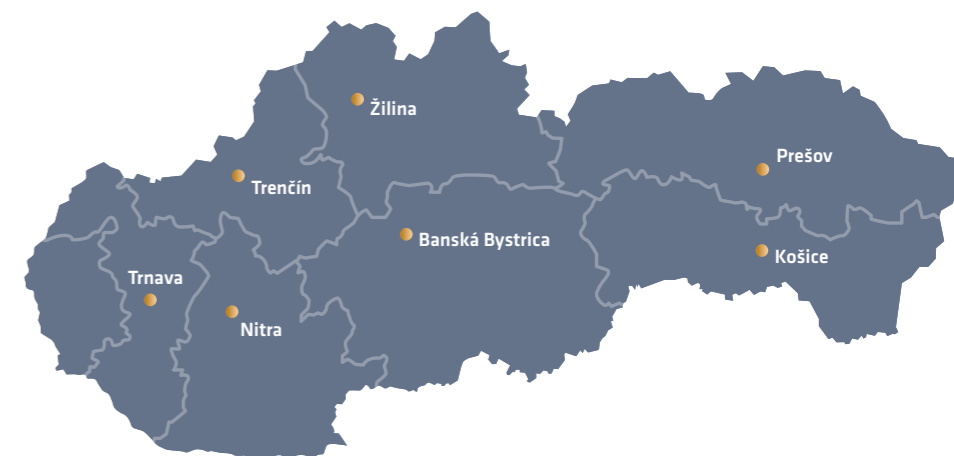 Žilina
Prešov
Trenčín
Banská Bystrica
Košice
Trnava
Nitra